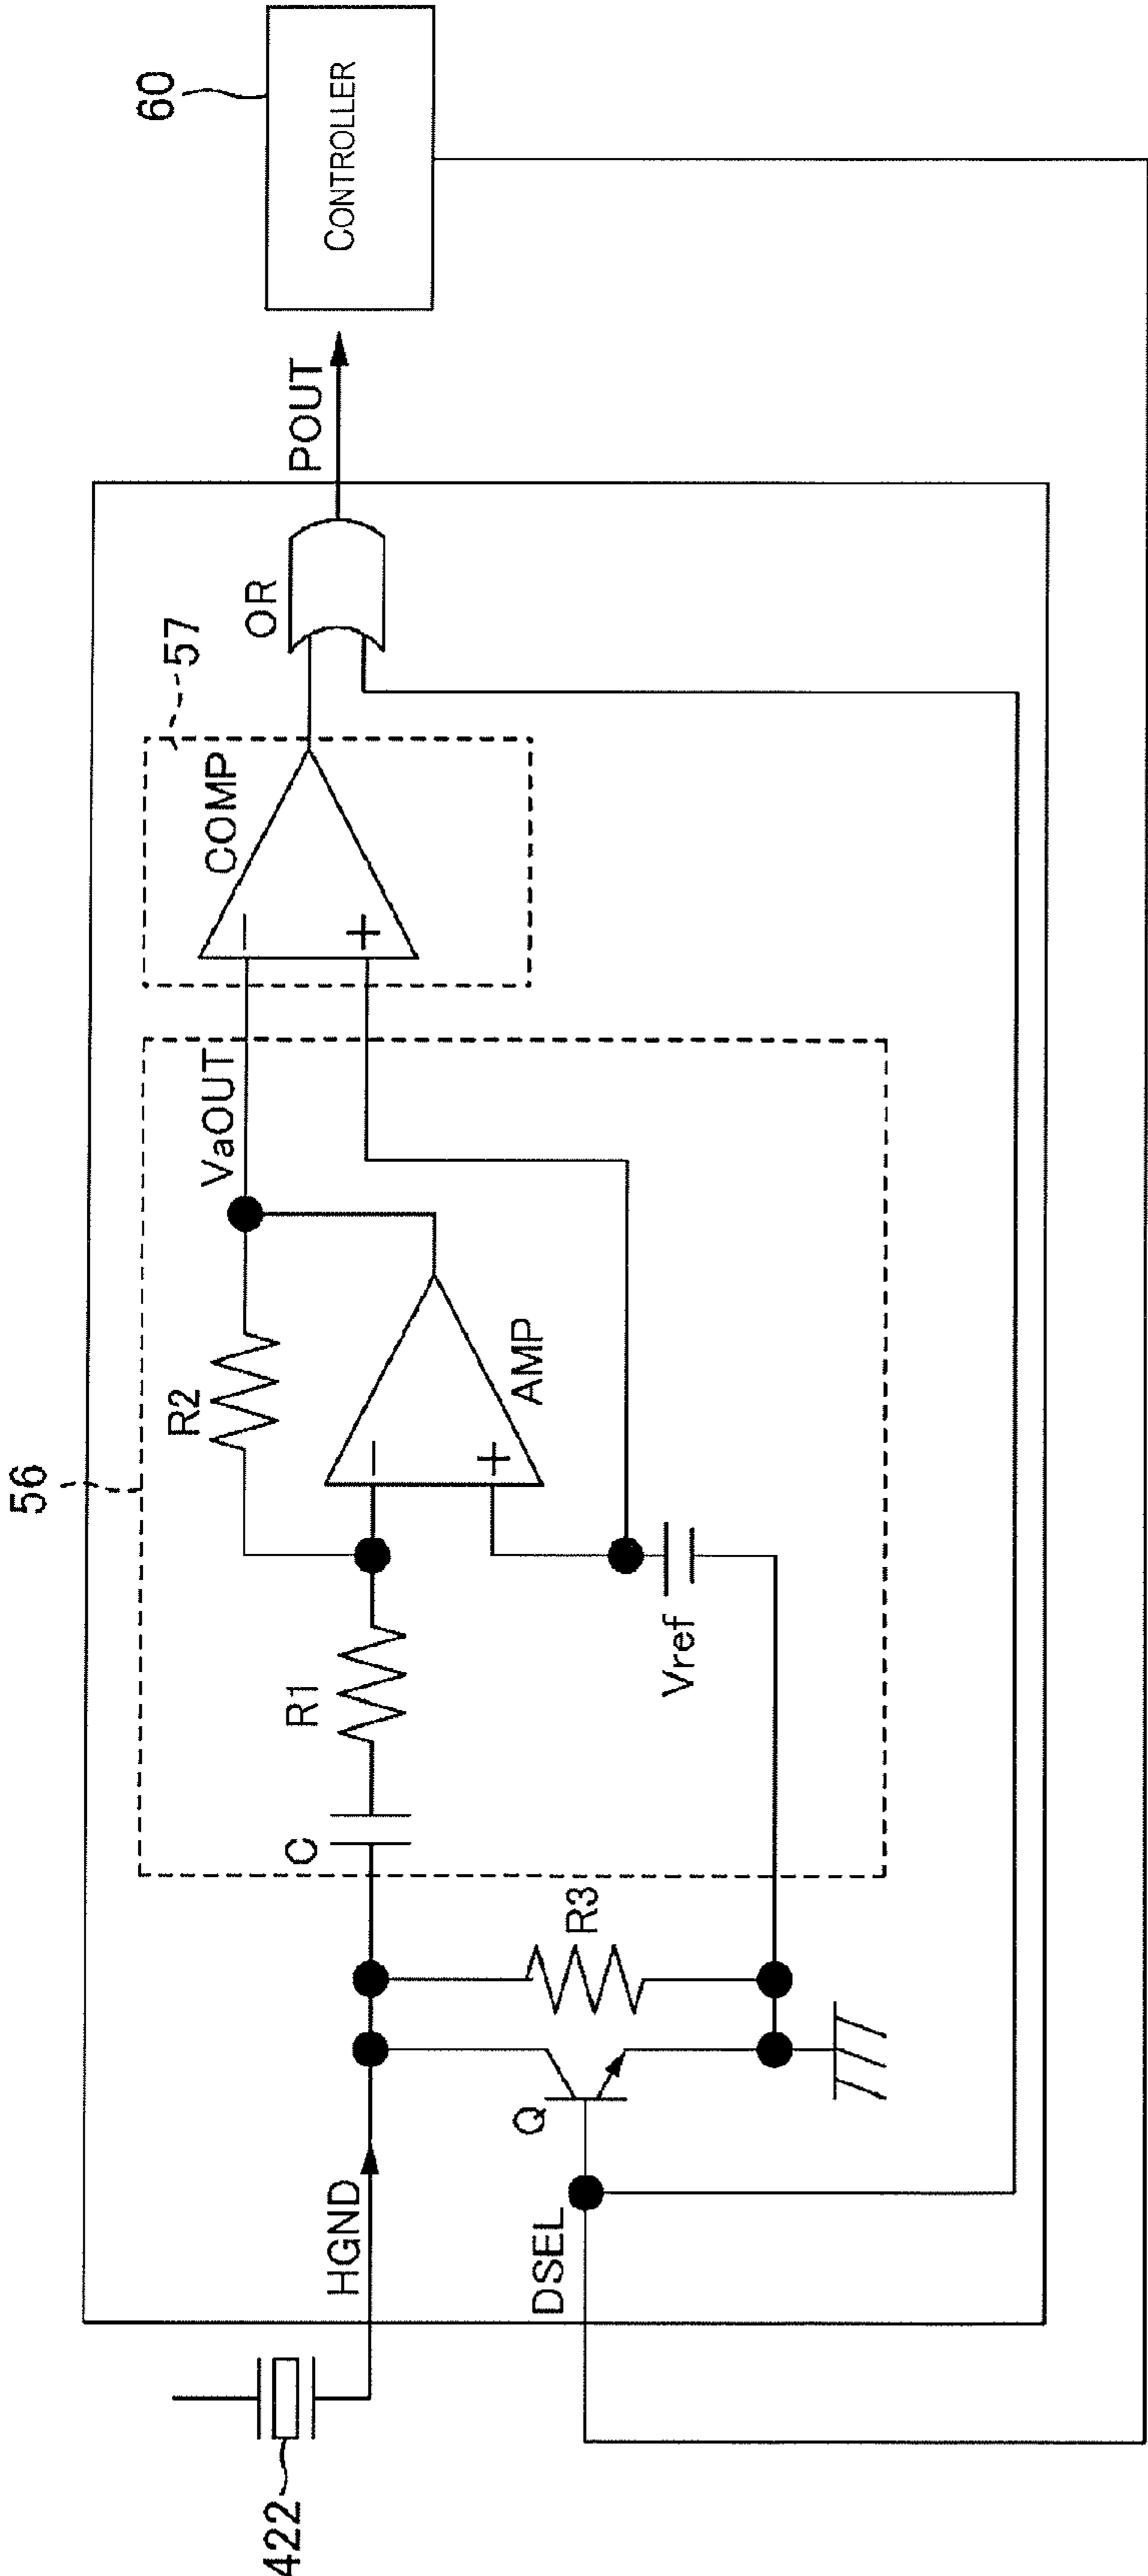 56
57
60
R2
VaOUT
COMP
OR
POUT
CONTROLLER
422
HGND
C
R1
−
+
AMP
−
+
DSEL
Q
R3
Vref